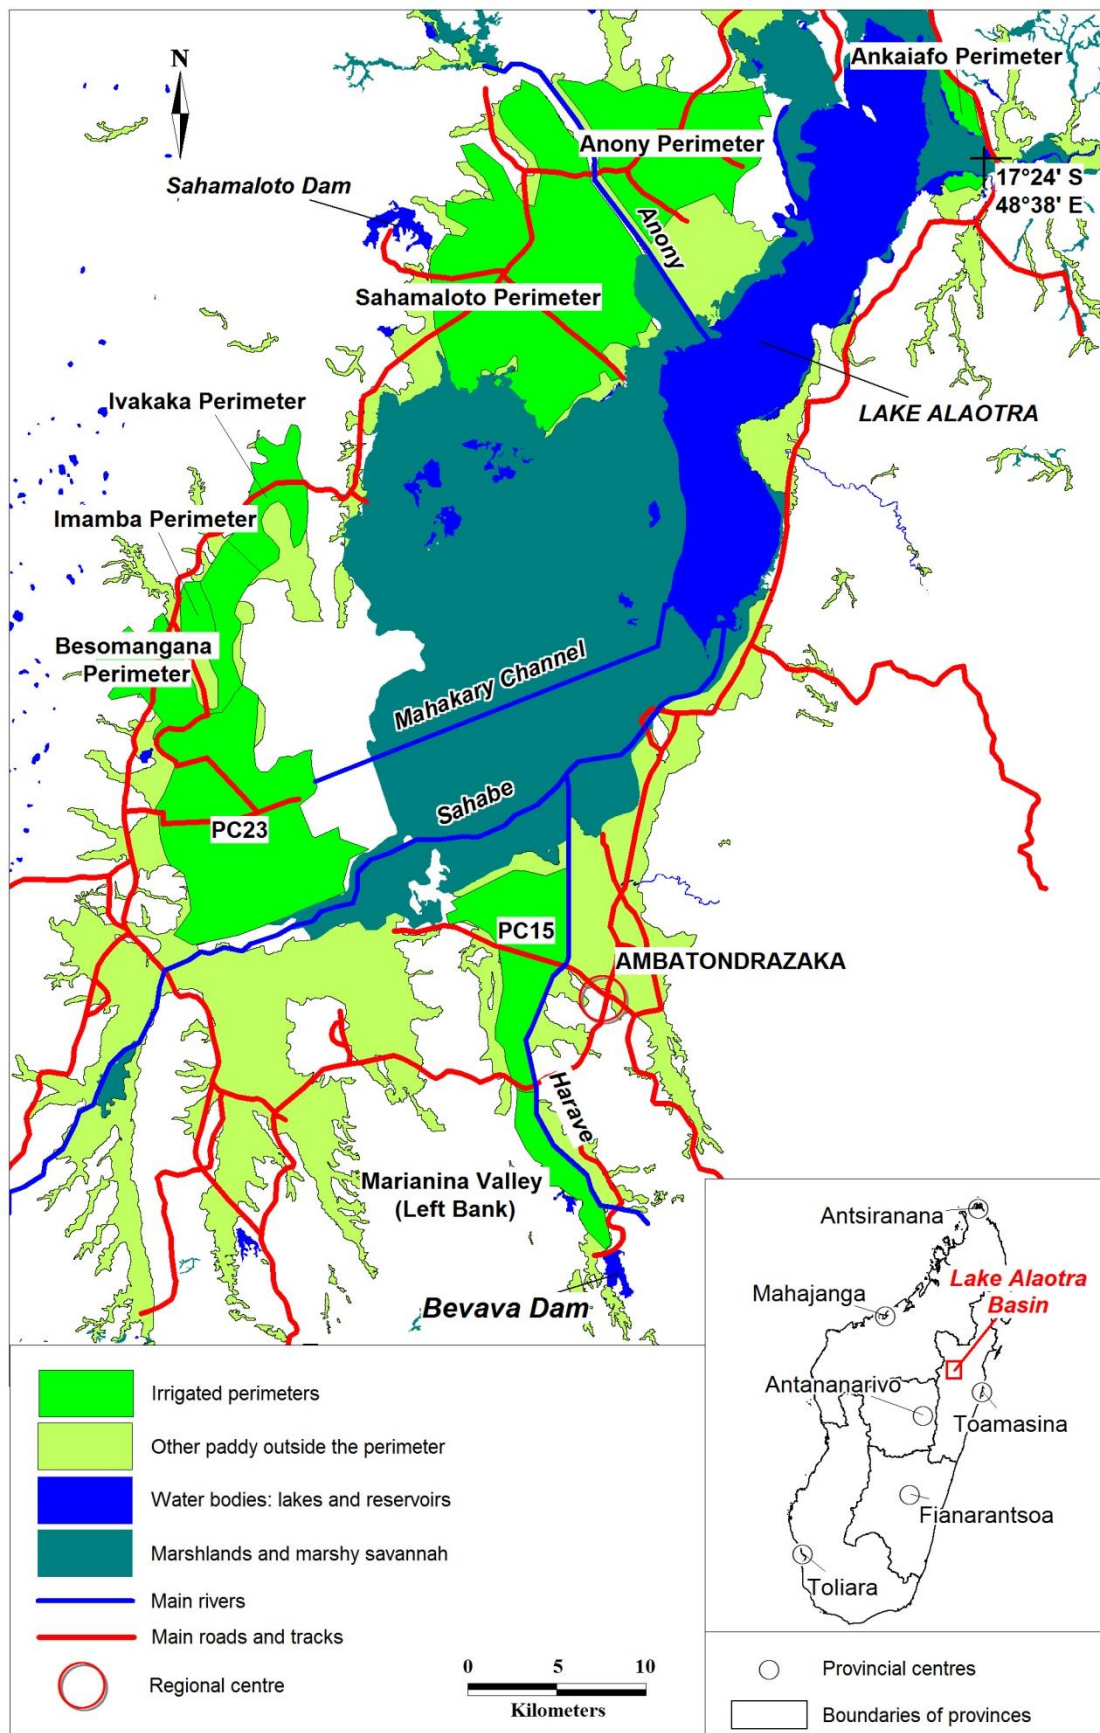 N
Ankaiafo Perimeter
Anony Perimeter
Sahamaloto Dam
17°24' S
48°38' E
Anony
Sahamaloto Perimeter
Ivakaka Perimeter
LAKE ALAOTRA
Imamba Perimeter
Besomangana
Perimeter
Mahakary Channel
Sahabe
PC23
PC15
AMBATONDRAZAKA
Harave
Marianina Valley
(Left Bank)
Bevava Dam
Antsiranana
Lake Alaotra
Basin
Mahajanga
Antananarivo
Toamasina
Fianarantsoa
Toliara
Irrigated perimeters
Other paddy outside the perimeter
Water bodies: lakes and reservoirs
Marshlands and marshy savannah
Main rivers
Main roads and tracks
Regional centre
0 5 10
Kilometers
Provincial centres
Boundaries of provinces